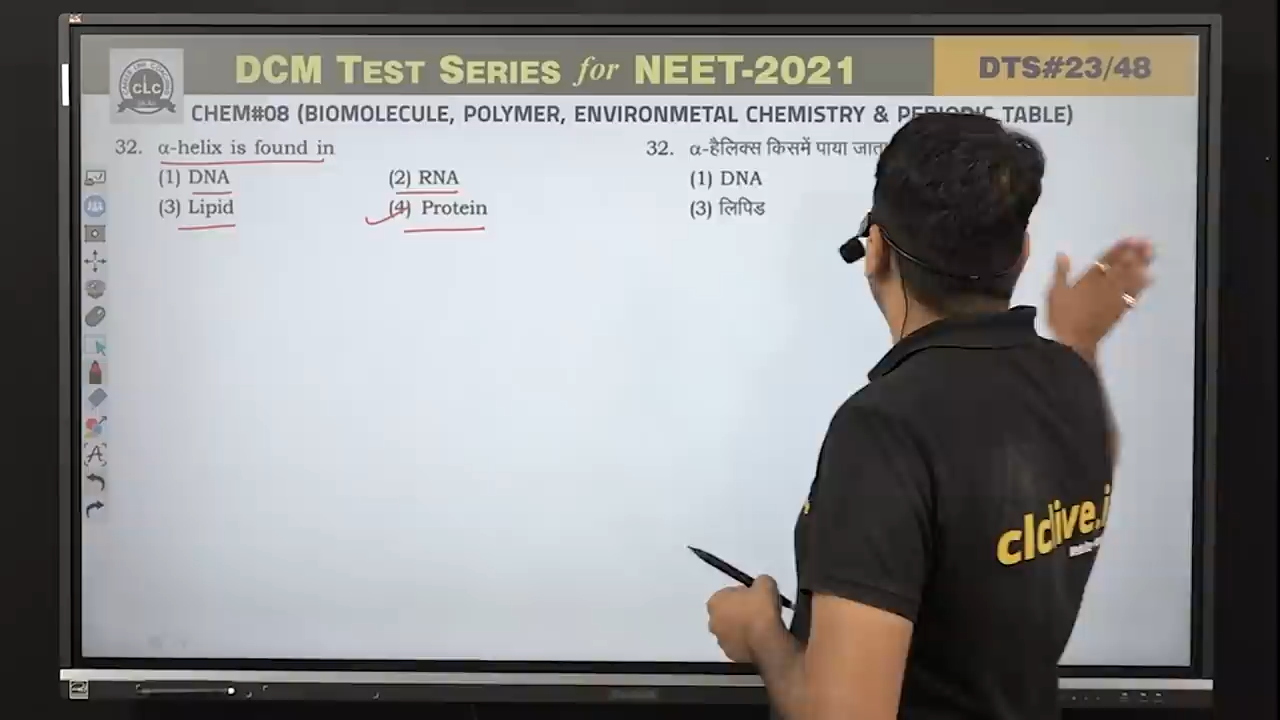 DCM TEST SERIES for NEET-2021
DTS#23/48
CLC
CHEM#08 (BIOMOLECULE, POLYMER, ENVIRONMETAL CHEMISTRY & PERIODIC TABLE)
32. α-helix is found in
(1) DNA (2) RNA
(3) Lipid (4) Protein
32. α-हैलिक्स किसमें पाया
(1) DNA
(3) लिपिड